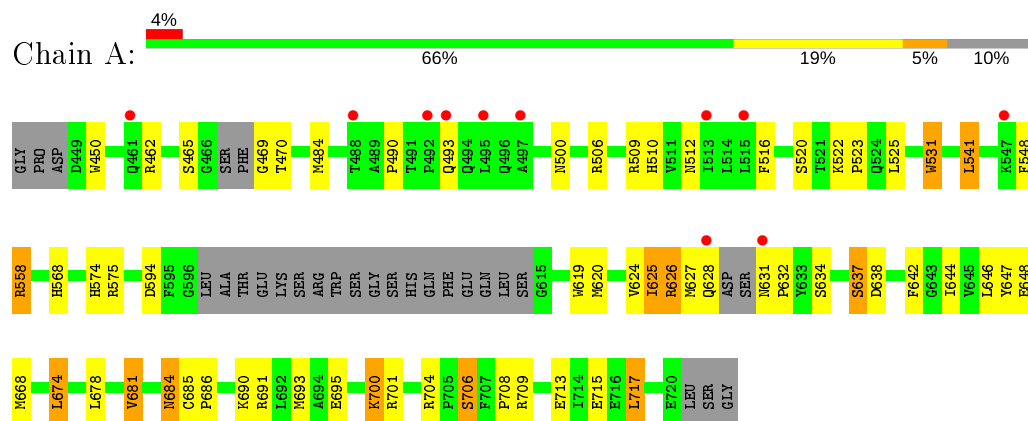 4%
Chain A:
66% 19% 5% 10%
GLY PRO ASP D449 W450 Q461 R462 S465 G466 SER PHE G469 T470 M484 T488 A489 P490 T491 P492 Q493 Q494 L495 Q496 A497 N500 R506 R509 H510 V511 N512 I513 L514 L515 F516 S520 T521 K522 P523 Q524 L525 W531 L541 K547 F548
R558 H568 H574 R575 D594 F595 G596 LEU ALA THR GLU LYS SER ARG TRP SER GLY SER HIS GLN PHE GLU GLN LEU SER G615 W619 M620 V624 I625 R626 M627 Q628 ASP SER N631 P632 Y633 S634 S637 D638 F642 G643 I644 V645 L646 Y647 E648
M668 L674 L678 V681 N684 C685 P686 K690 R691 L692 M693 A694 E695 K700 R701 R704 P705 S706 F707 P708 R709 E713 I714 E715 E716 L717 E720 LEU SER GLY